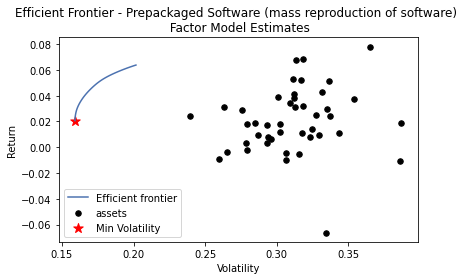 Efficient Frontier - Prepackaged Software (mass reproduction of software)
Factor Model Estimates
0.08
0.06
0.04
0.02
0.00
−0.02
−0.04
−0.06
Return
Efficient frontier
assets
Min Volatility
0.15
0.20
0.25
0.30
0.35
Volatility